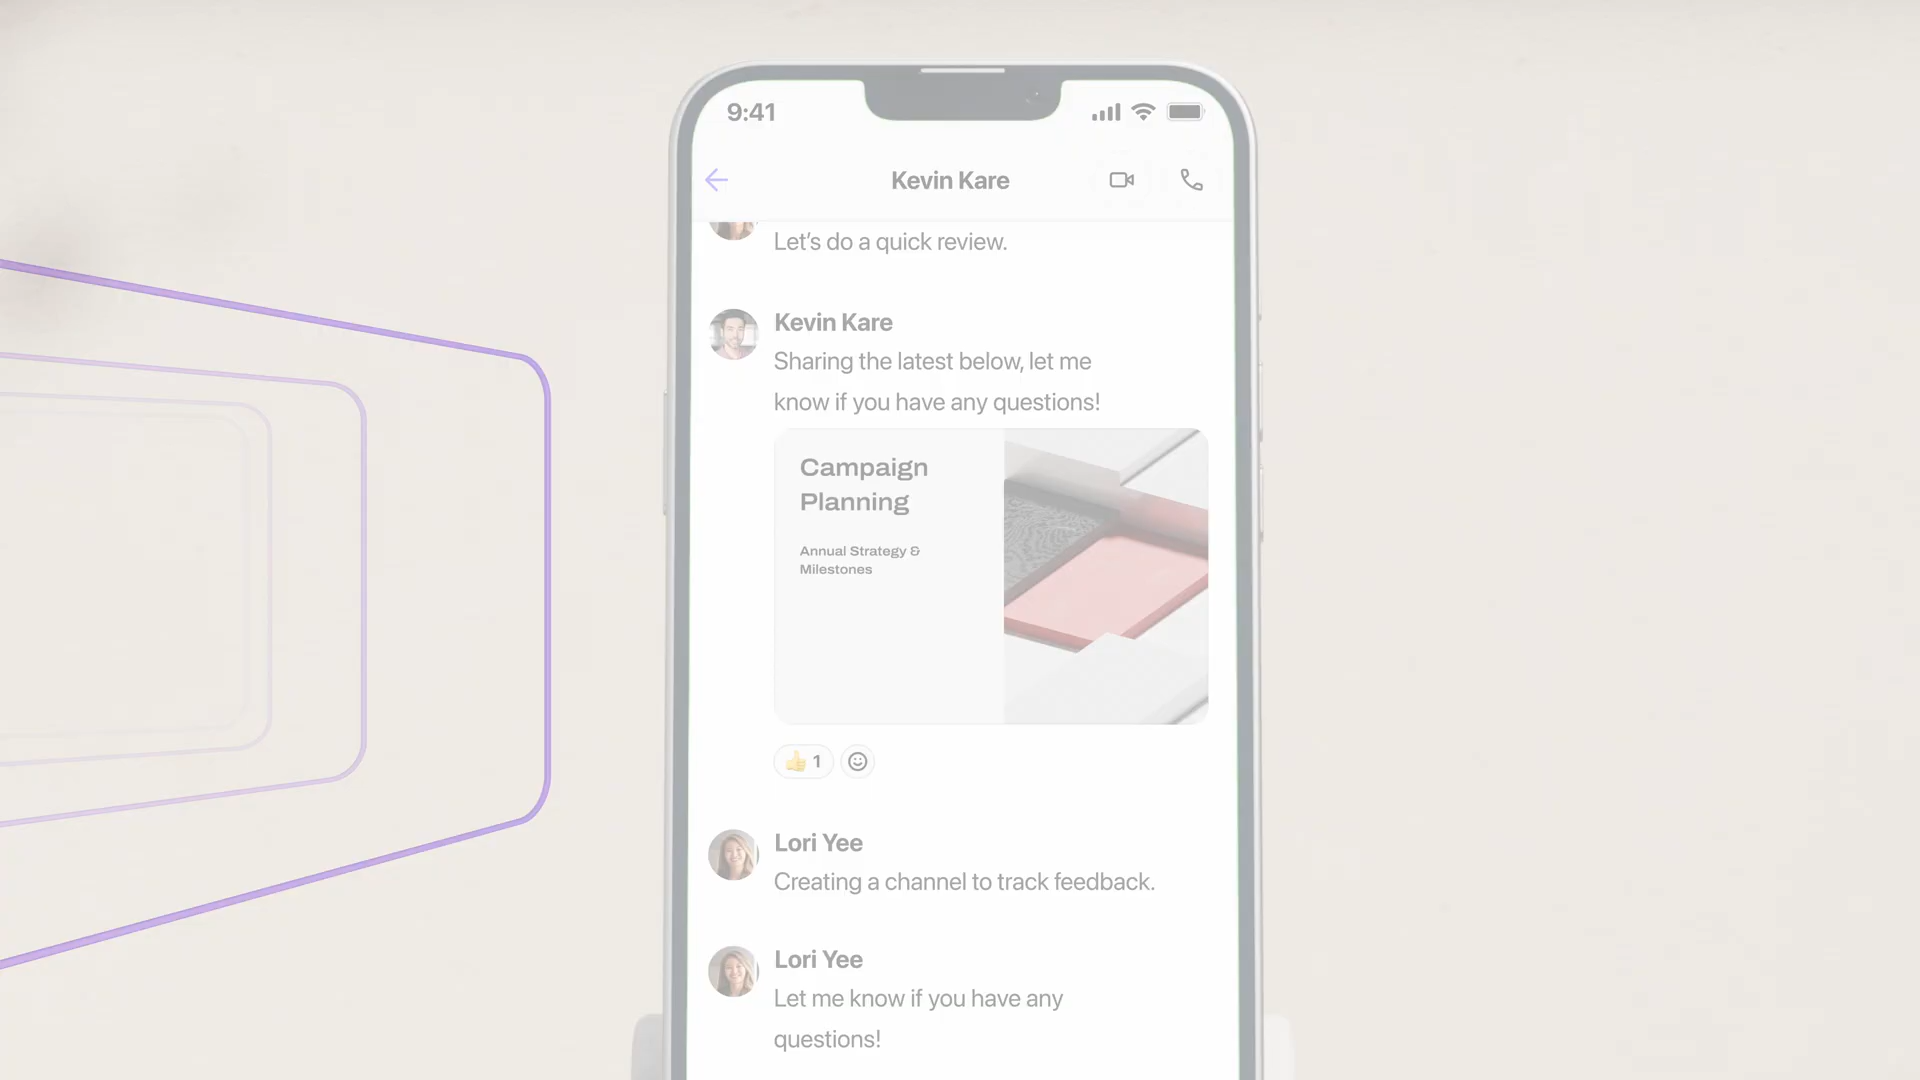 9:41
Kevin Kare
Let’s do a quick review.
Kevin Kare
Sharing the latest below, let me
know if you have any questions!
Campaign
Planning
Annual Strategy &
Milestones
👍 1
Lori Yee
Creating a channel to track feedback.
Lori Yee
Let me know if you have any
questions!